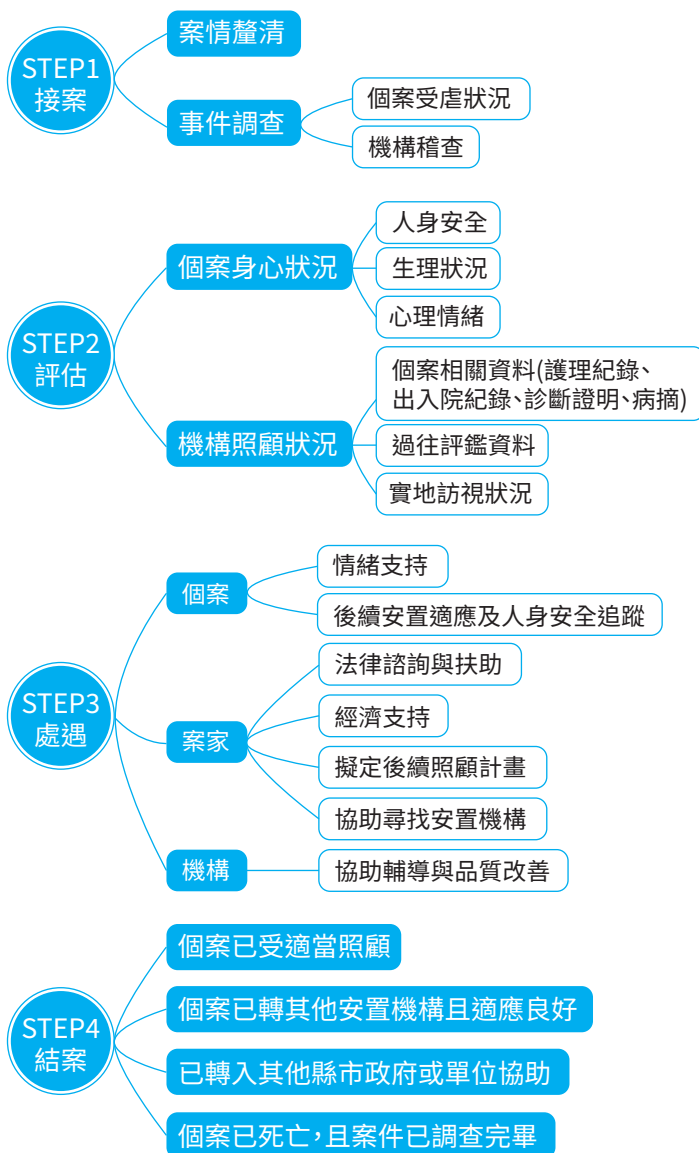 STEP1
接案
案情釐清
事件調查
個案受虐狀況
機構稽查
STEP2
評估
個案身心狀況
人身安全
生理狀況
心理情緒
機構照顧狀況
個案相關資料(護理紀錄、
出入院紀錄、診斷證明、病摘)
過往評鑑資料
實地訪視狀況
STEP3
處遇
個案
情緒支持
後續安置適應及人身安全追蹤
案家
法律諮詢與扶助
經濟支持
擬定後續照顧計畫
協助尋找安置機構
機構
協助輔導與品質改善
STEP4
結案
個案已受適當照顧
個案已轉其他安置機構且適應良好
已轉入其他縣市政府或單位協助
個案已死亡，且案件已調查完畢